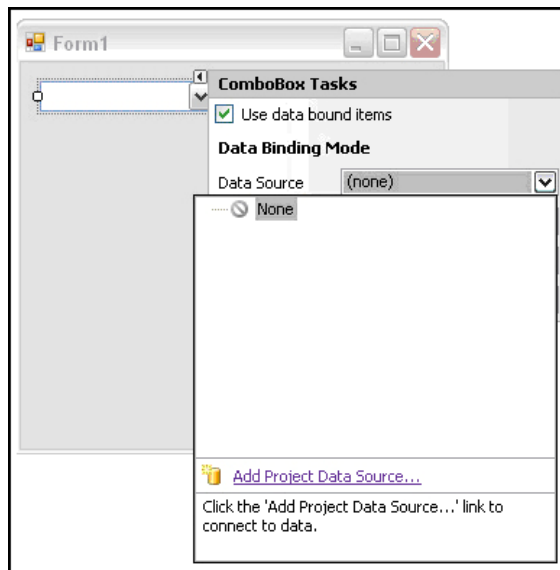 Form1
ComboBox Tasks
Use data bound items
Data Binding Mode
Data Source (none)
None
Add Project Data Source...
Click the 'Add Project Data Source...' link to
connect to data.